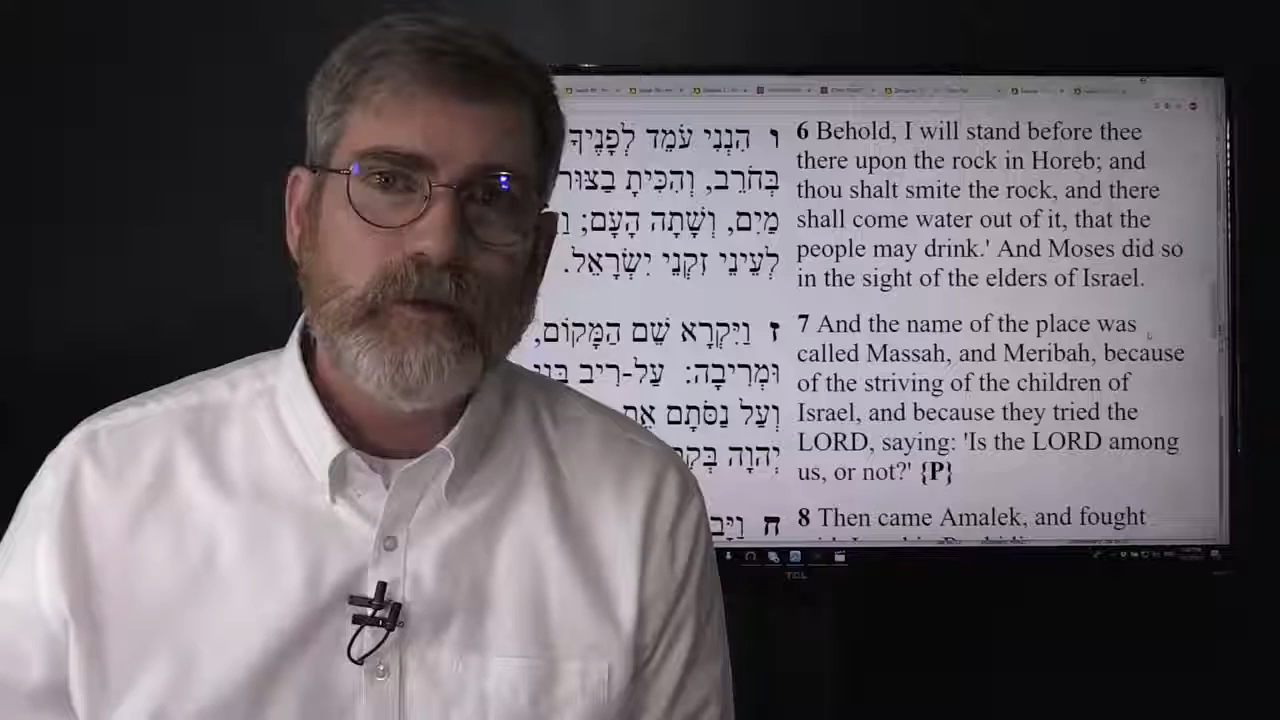 ו הִנְנִי עֹמֵד לְפָנֶיךָ
בְּחֹרֵב, וְהִכִּיתָ בַצּוּר
מַיִם, וְשָׁתָה הָעָם;
לְעֵינֵי זִקְנֵי יִשְׂרָאֵל.
6 Behold, I will stand before thee
there upon the rock in Horeb; and
thou shalt smite the rock, and there
shall come water out of it, that the
people may drink.' And Moses did so
in the sight of the elders of Israel.
ז וַיִּקְרָא שֵׁם הַמָּקוֹם,
וּמְרִיבָה: עַל-רִיב בְּנֵי
וְעַל נַסֹּתָם אֶת
יְהוָה
7 And the name of the place was
called Massah, and Meribah, because
of the striving of the children of
Israel, and because they tried the
LORD, saying: 'Is the LORD among
us, or not?' {P}
ח
8 Then came Amalek, and fought
TCL